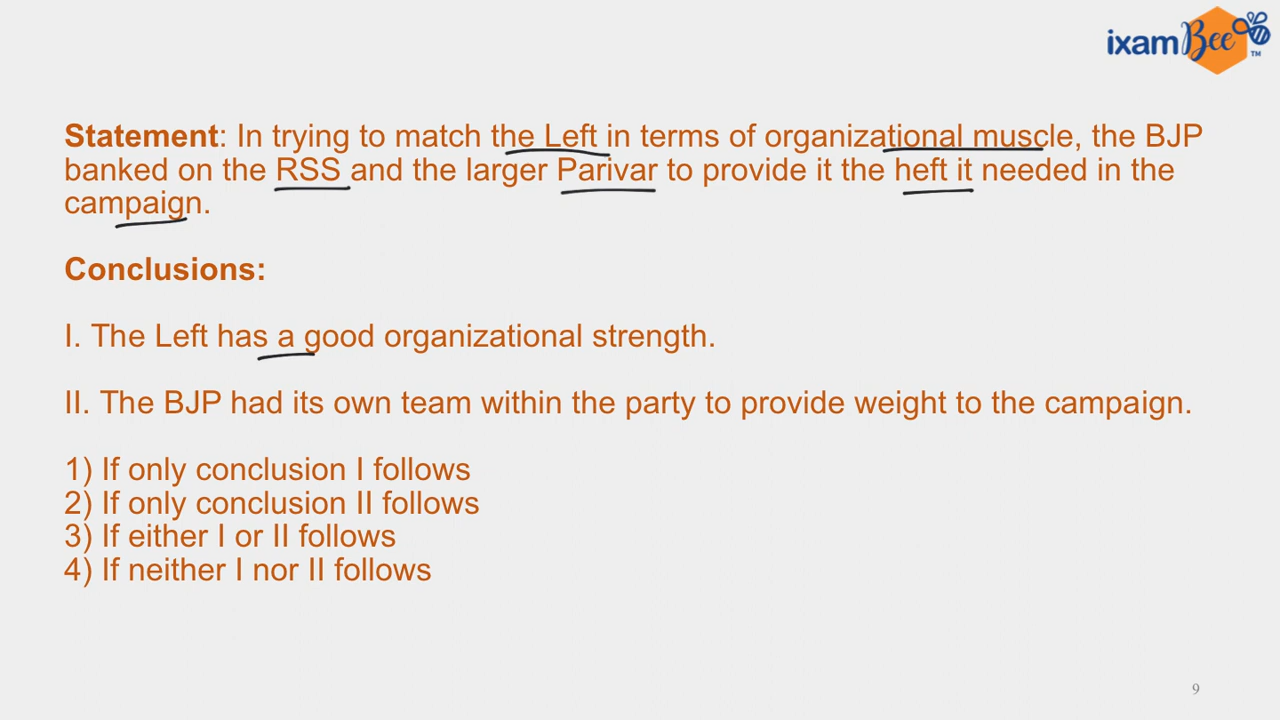 ixamBee™
Statement: In trying to match the Left in terms of organizational muscle, the BJP
banked on the RSS and the larger Parivar to provide it the heft it needed in the
campaign.
Conclusions:
I. The Left has a good organizational strength.
II. The BJP had its own team within the party to provide weight to the campaign.
1) If only conclusion I follows
2) If only conclusion II follows
3) If either I or II follows
4) If neither I nor II follows
9